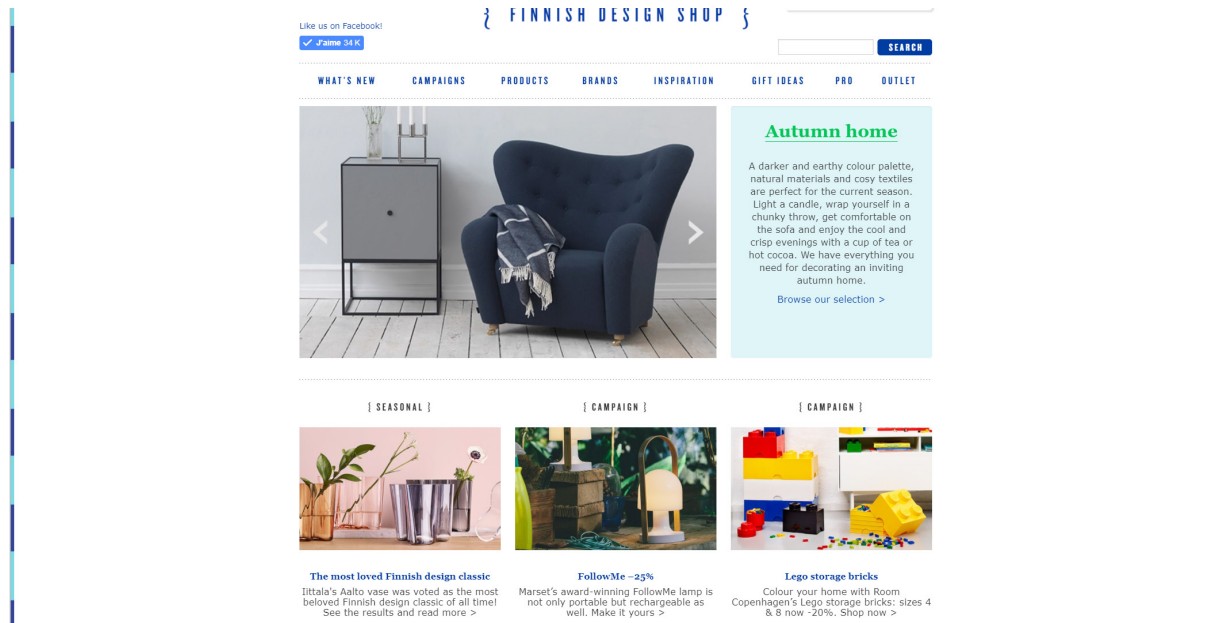 { FINNISH DESIGN SHOP }
Like us on Facebook!
J'aime 34 K
SEARCH
WHAT'S NEW CAMPAIGNS PRODUCTS BRANDS INSPIRATION GIFT IDEAS PRO OUTLET
Autumn home
A darker and earthy colour palette,
natural materials and cosy textiles
are perfect for the current season.
Light a candle, wrap yourself in a
chunky throw, get comfortable on
the sofa and enjoy the cool and
crisp evenings with a cup of tea or
hot cocoa. We have everything you
need for decorating an inviting
autumn home.
Browse our selection >
{ SEASONAL }
{ CAMPAIGN }
{ CAMPAIGN }
The most loved Finnish design classic
Iittala's Aalto vase was voted as the most
beloved Finnish design classic of all time!
See the results and read more >
FollowMe –25%
Marset’s award-winning FollowMe lamp is
not only portable but rechargeable as
well. Make it yours >
Lego storage bricks
Colour your home with Room
Copenhagen’s Lego storage bricks: sizes 4
& 8 now -20%. Shop now >